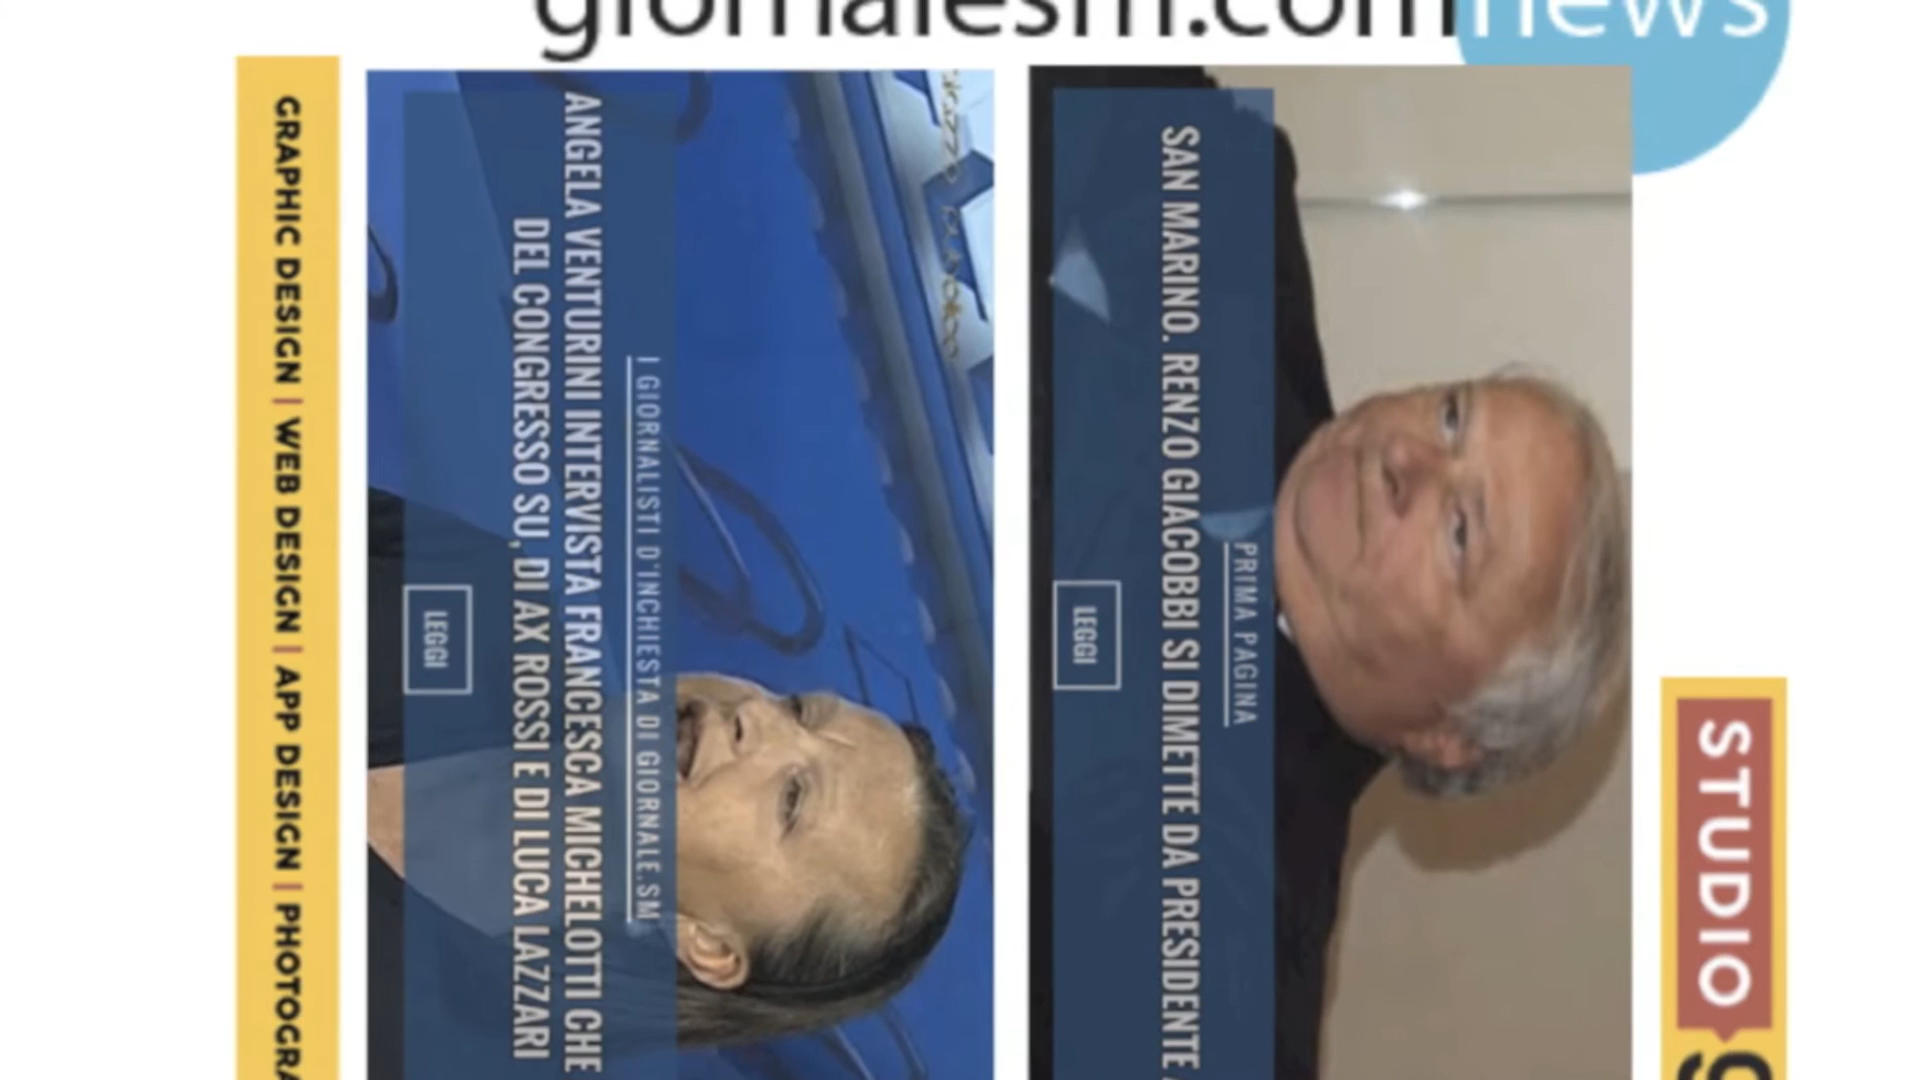 giornalesm.com news
STUDIO
PRIMA PAGINA
SAN MARINO. RENZO GIACOBBI SI DIMETTE DA PRESIDENTE
LEGGI
I GIORNALISTI D'INCHIESTA DI GIORNALE.SM
ANGELA VENTURINI INTERVISTA FRANCESCA MICHELOTTI CHE
DEL CONGRESSO SU, DI AX ROSSI E DI LUCA LAZZARI
LEGGI
GRAPHIC DESIGN | WEB DESIGN | APP DESIGN | PHOTOGRA